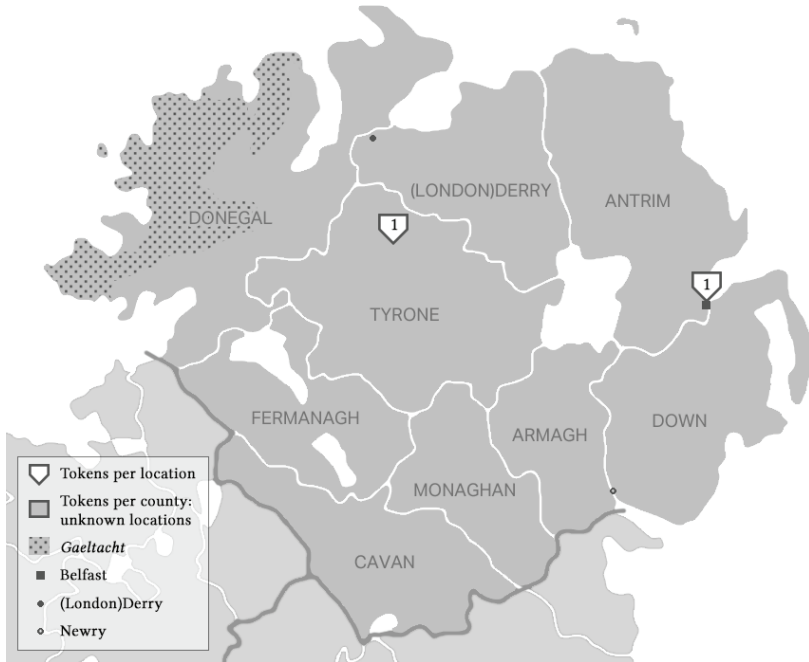 (LONDON)DERRY
ANTRIM
DONEGAL
1
1
TYRONE
FERMANAGH
ARMAGH
DOWN
MONAGHAN
CAVAN
Tokens per location
Tokens per county:
unknown locations
Gaeltacht
Belfast
(London)Derry
Newry